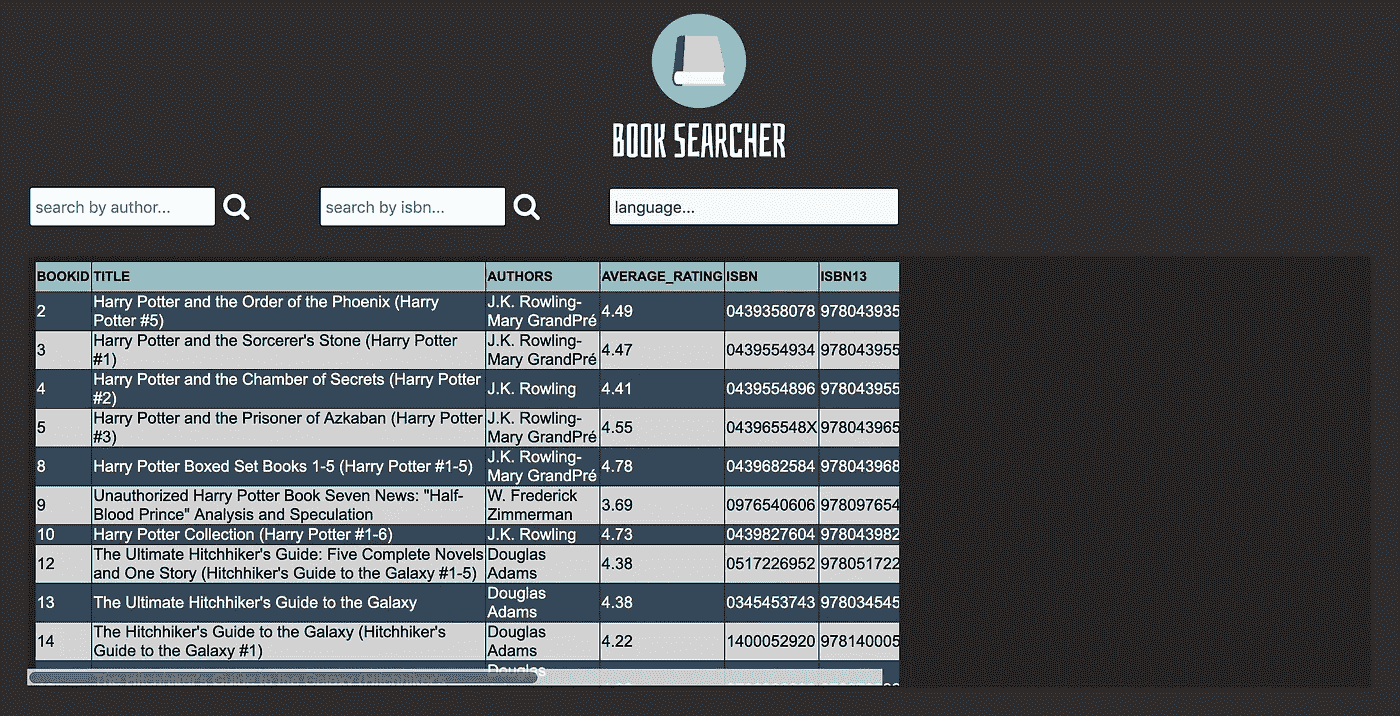 BOOK SEARCHER
search by author... search by isbn... language...
BOOKID TITLE AUTHORS AVERAGE_RATING ISBN ISBN13
2 Harry Potter and the Order of the Phoenix (Harry Potter #5) J.K. Rowling-Mary GrandPré 4.49 0439358078 978043935
3 Harry Potter and the Sorcerer's Stone (Harry Potter #1) J.K. Rowling-Mary GrandPré 4.47 0439554934 978043955
4 Harry Potter and the Chamber of Secrets (Harry Potter #2) J.K. Rowling 4.41 0439554896 978043955
5 Harry Potter and the Prisoner of Azkaban (Harry Potter #3) J.K. Rowling-Mary GrandPré 4.55 043965548X 978043965
8 Harry Potter Boxed Set Books 1-5 (Harry Potter #1-5) J.K. Rowling-Mary GrandPré 4.78 0439682584 978043968
9 Unauthorized Harry Potter Book Seven News: "Half-Blood Prince" Analysis and Speculation W. Frederick Zimmerman 3.69 0976540606 978097654
10 Harry Potter Collection (Harry Potter #1-6) J.K. Rowling 4.73 0439827604 978043982
12 The Ultimate Hitchhiker's Guide: Five Complete Novels and One Story (Hitchhiker's Guide to the Galaxy #1-5) Douglas Adams 4.38 0517226952 978051722
13 The Ultimate Hitchhiker's Guide to the Galaxy Douglas Adams 4.38 0345453743 978034545
14 The Hitchhiker's Guide to the Galaxy (Hitchhiker's Guide to the Galaxy #1) Douglas Adams 4.22 1400052920 978140005
Douglas